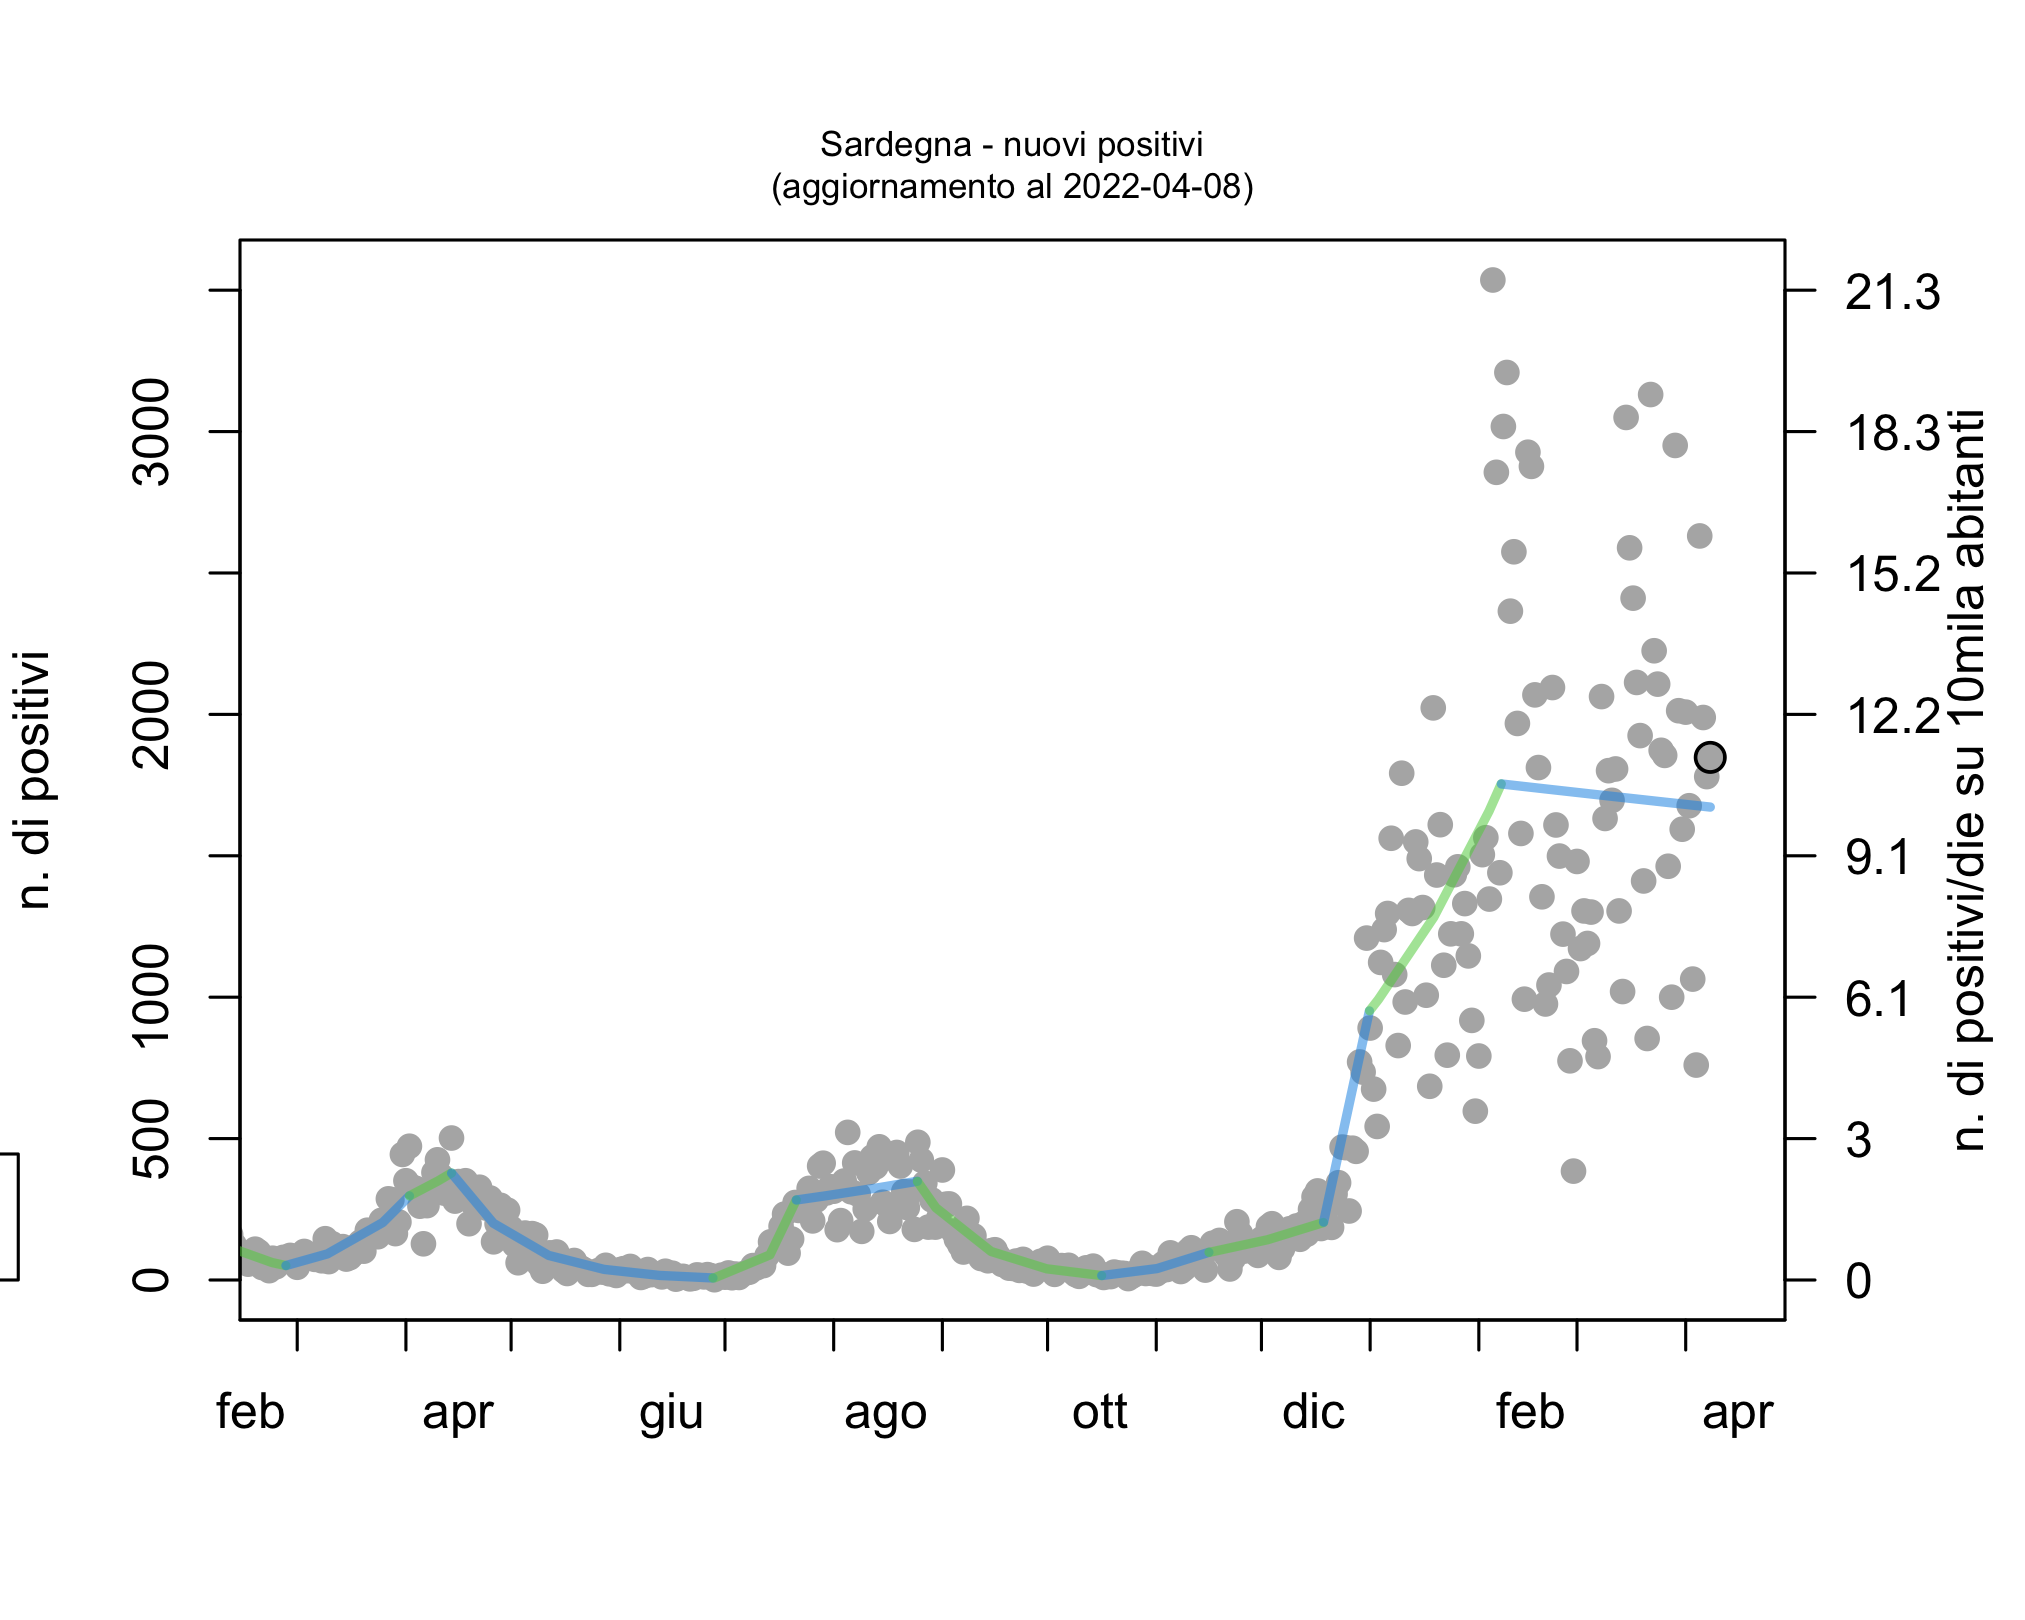 Sardegna - nuovi positivi
(aggiornamento al 2022-04-08)
n. di positivi
3000
2000
1000
500
0
21.3
18.3
15.2
12.2
9.1
6.1
3
0
n. di positivi/die su 10mila abitanti
feb apr giu ago ott dic feb apr